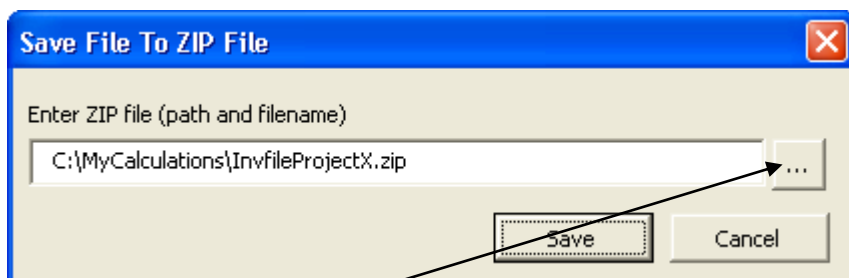 Save File To ZIP File
Enter ZIP file (path and filename)
C:\MyCalculations\InvfileProjectX.zip
...
Save Cancel